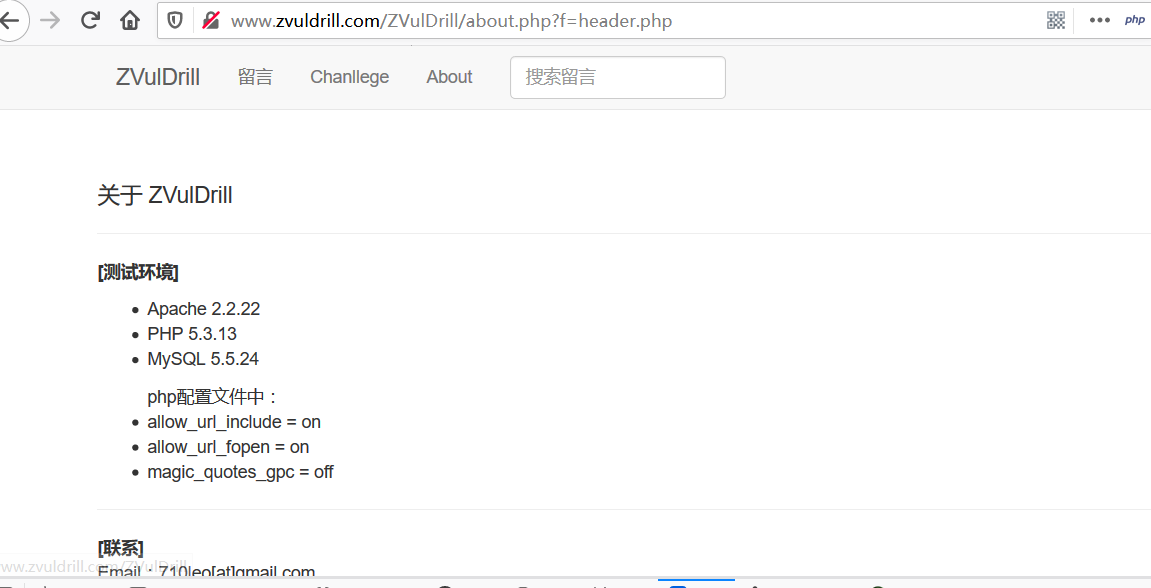 www.zvuldrill.com/ZVulDrill/about.php?f=header.php
php
ZVulDrill 留言 Chanllege About 搜索留言
关于 ZVulDrill
[测试环境]
Apache 2.2.22
PHP 5.3.13
MySQL 5.5.24
php配置文件中：
allow_url_include = on
allow_url_fopen = on
magic_quotes_gpc = off
[联系]
www.zvuldrill.com/ZVulDrill
Email：710leo[at]gmail.com